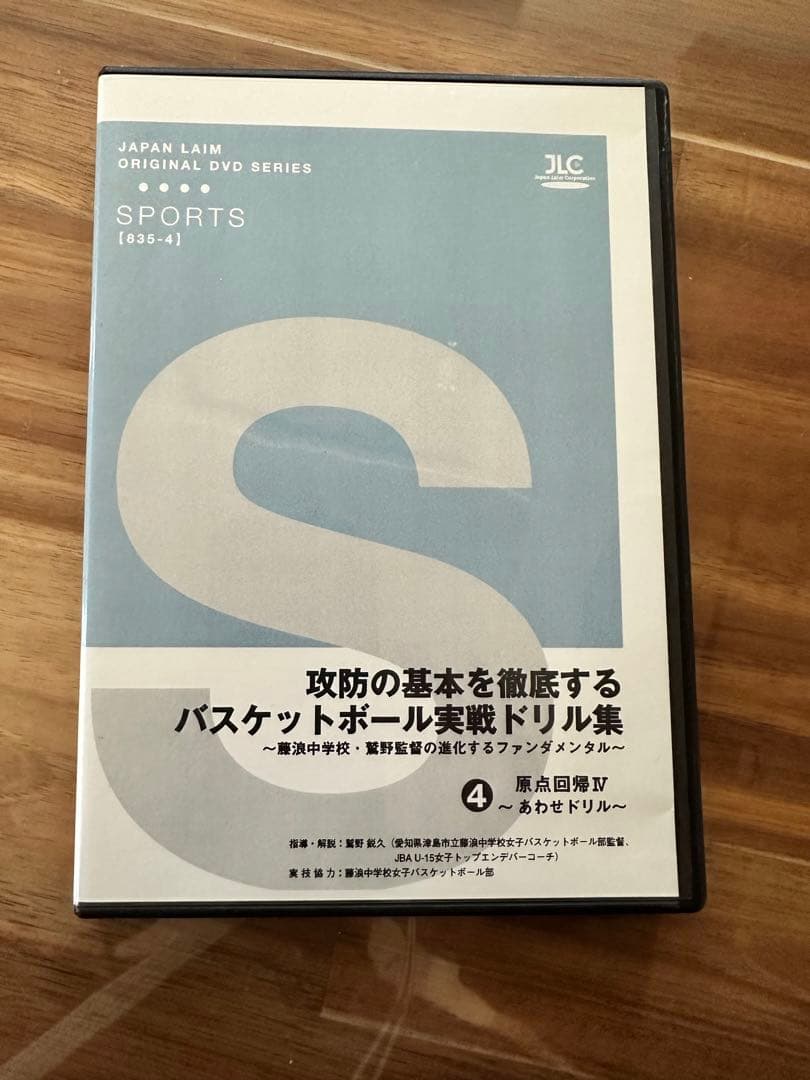 JAPAN LAIM
ORIGINAL DVD SERIES
JLC
Japan Laim Corporation
SPORTS
【835-4】
S
攻防の基本を徹底する
バスケットボール実戦ドリル集
～藤浪中学校・鷲野監督の進化するファンダメンタル～
❹ 原点回帰Ⅳ
～ あわせドリル～
指導・解説：鷲野 鋭久（愛知県津島市立藤浪中学校女子バスケットボール部監督、
JBA U-15女子トップエンデバーコーチ）
実技協力：藤浪中学校女子バスケットボール部